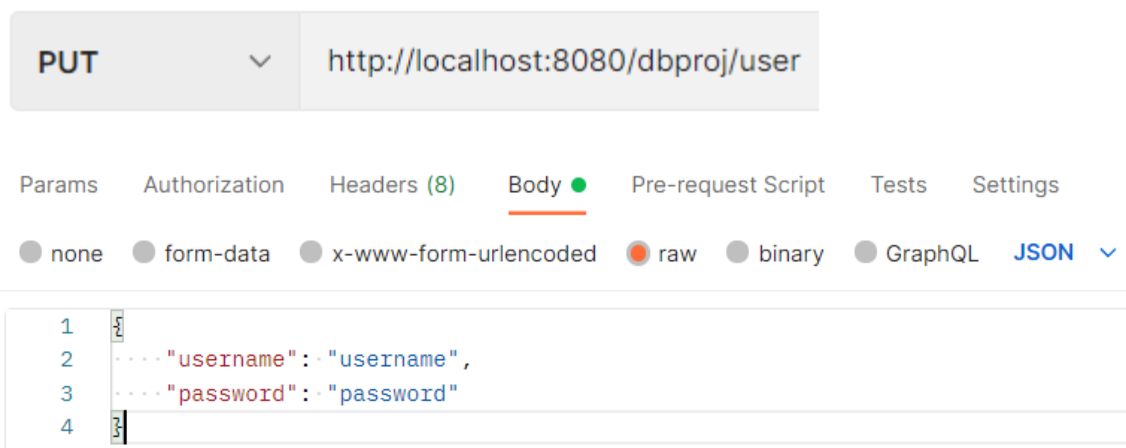 PUT http://localhost:8080/dbproj/user
Params Authorization Headers (8) Body Pre-request Script Tests Settings
none form-data x-www-form-urlencoded raw binary GraphQL JSON
1 {
2 "username": "username",
3 "password": "password"
4 }